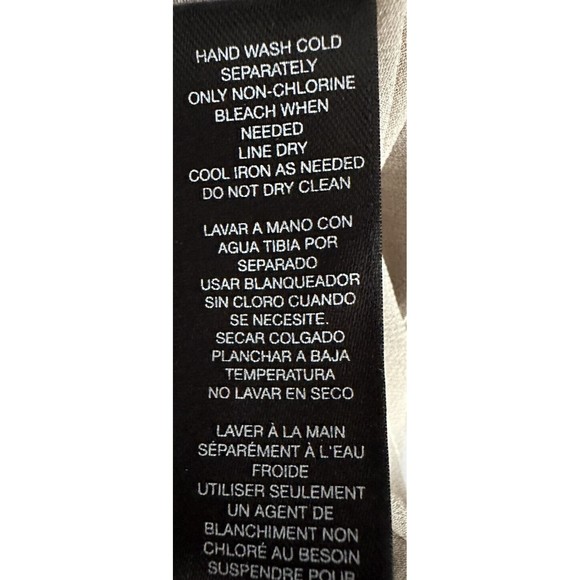 HAND WASH COLD
SEPARATELY
ONLY NON-CHLORINE
BLEACH WHEN
NEEDED
LINE DRY
COOL IRON AS NEEDED
DO NOT DRY CLEAN
LAVAR A MANO CON
AGUA TIBIA POR
SEPARADO
USAR BLANQUEADOR
SIN CLORO CUANDO
SE NECESITE.
SECAR COLGADO
PLANCHAR A BAJA
TEMPERATURA
NO LAVAR EN SECO
LAVER À LA MAIN
SÉPARÉMENT À L'EAU
FROIDE
UTILISER SEULEMENT
UN AGENT DE
BLANCHIMENT NON
CHLORÉ AU BESOIN
SUSPENDRE POUR